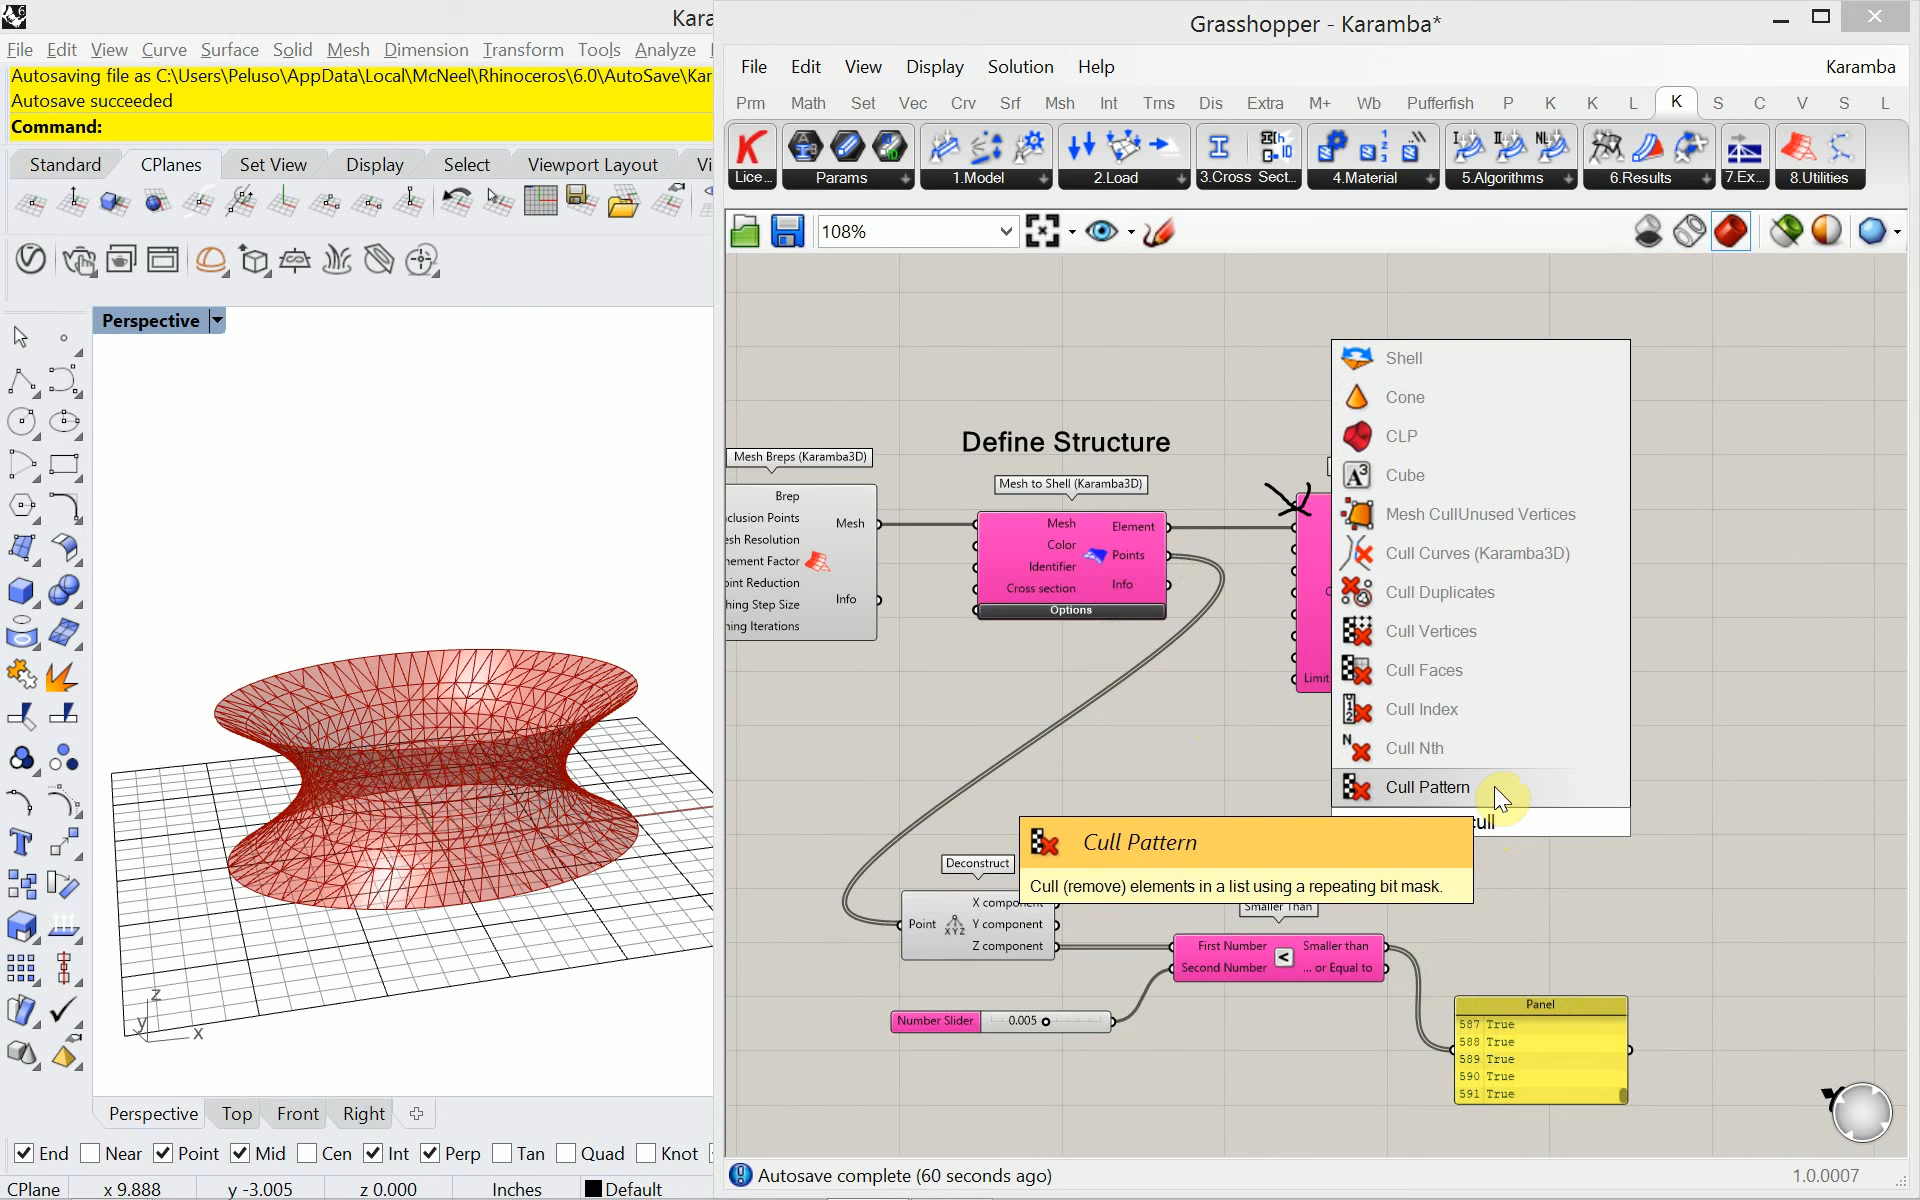 Kara
File Edit View Curve Surface Solid Mesh Dimension Transform Tools Analyze
Autosaving file as C:\Users\Peluso\AppData\Local\McNeel\Rhinoceros\6.0\AutoSave\Kar
Autosave succeeded
Command:
Standard CPlanes Set View Display Select Viewport Layout Vi
Perspective
z
y
x
Perspective Top Front Right
End Near Point Mid Cen Int Perp Tan Quad Knot
CPlane x 9.888 y -3.005 z 0.000 Inches Default
Grasshopper - Karamba*
File Edit View Display Solution Help Karamba
Prm Math Set Vec Crv Srf Msh Int Trns Dis Extra M+ Wb Pufferfish P K K L K S C V S L
Lice... Params 1.Model 2.Load 3.Cross Sect... 4.Material 5.Algorithms 6.Results 7.Ex... 8.Utilities
108%
Define Structure
Mesh Breps (Karamba3D)
Brep
clusion Points
esh Resolution
nement Factor
oint Reduction
hing Step Size
hing Iterations
Mesh
Info
Mesh to Shell (Karamba3D)
Mesh
Color
Identifier
Cross section
Element
Points
Info
Options
Limit
Shell
Cone
CLP
Cube
Mesh CullUnused Vertices
Cull Curves (Karamba3D)
Cull Duplicates
Cull Vertices
Cull Faces
Cull Index
Cull Nth
Cull Pattern
cull
Cull Pattern
Cull (remove) elements in a list using a repeating bit mask.
Deconstruct
Point
X component
Y component
Z component
Smaller Than
First Number
Second Number
Smaller than
... or Equal to
Number Slider 0.005
Panel
587 True
588 True
589 True
590 True
591 True
Autosave complete (60 seconds ago)
1.0.0007